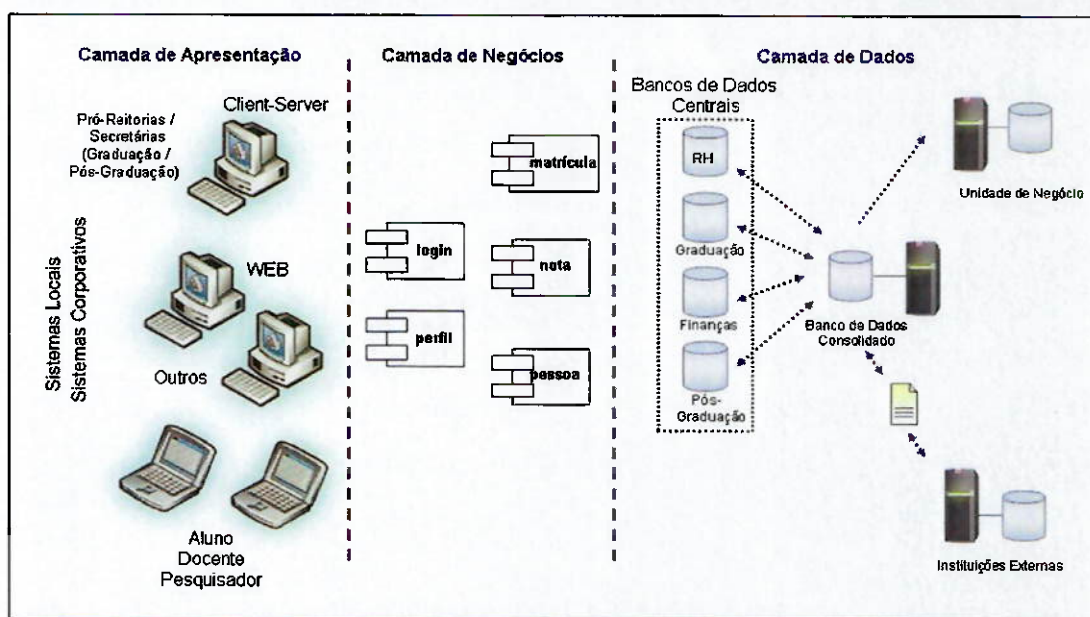 Camada de Apresentação
Camada de Negócios
Camada de Dados
Client-Server
Pró-Reitorias /
Secretárias
(Graduação /
Pós-Graduação)
Sistemas Locais
Sistemas Corporativos
WEB
Outros
Aluno
Docente
Pesquisador
matrícula
login
nota
perfil
pessoa
Bancos de Dados
Centrais
RH
Graduação
Finanças
Pós-
Graduação
Banco de Dados
Consolidado
Unidade de Negócio
Instituições Externas